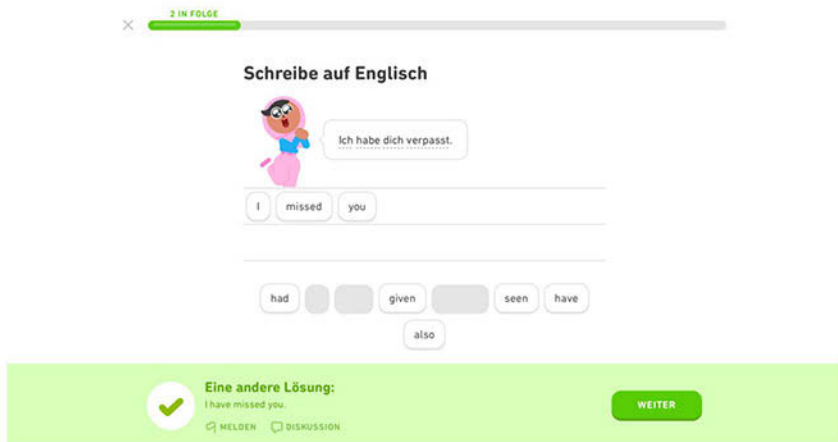 2 IN FOLGE
Schreibe auf Englisch
Ich habe dich verpasst.
I missed you
had given seen have
also
Eine andere Lösung:
I have missed you.
MELDEN DISKUSSION
WEITER